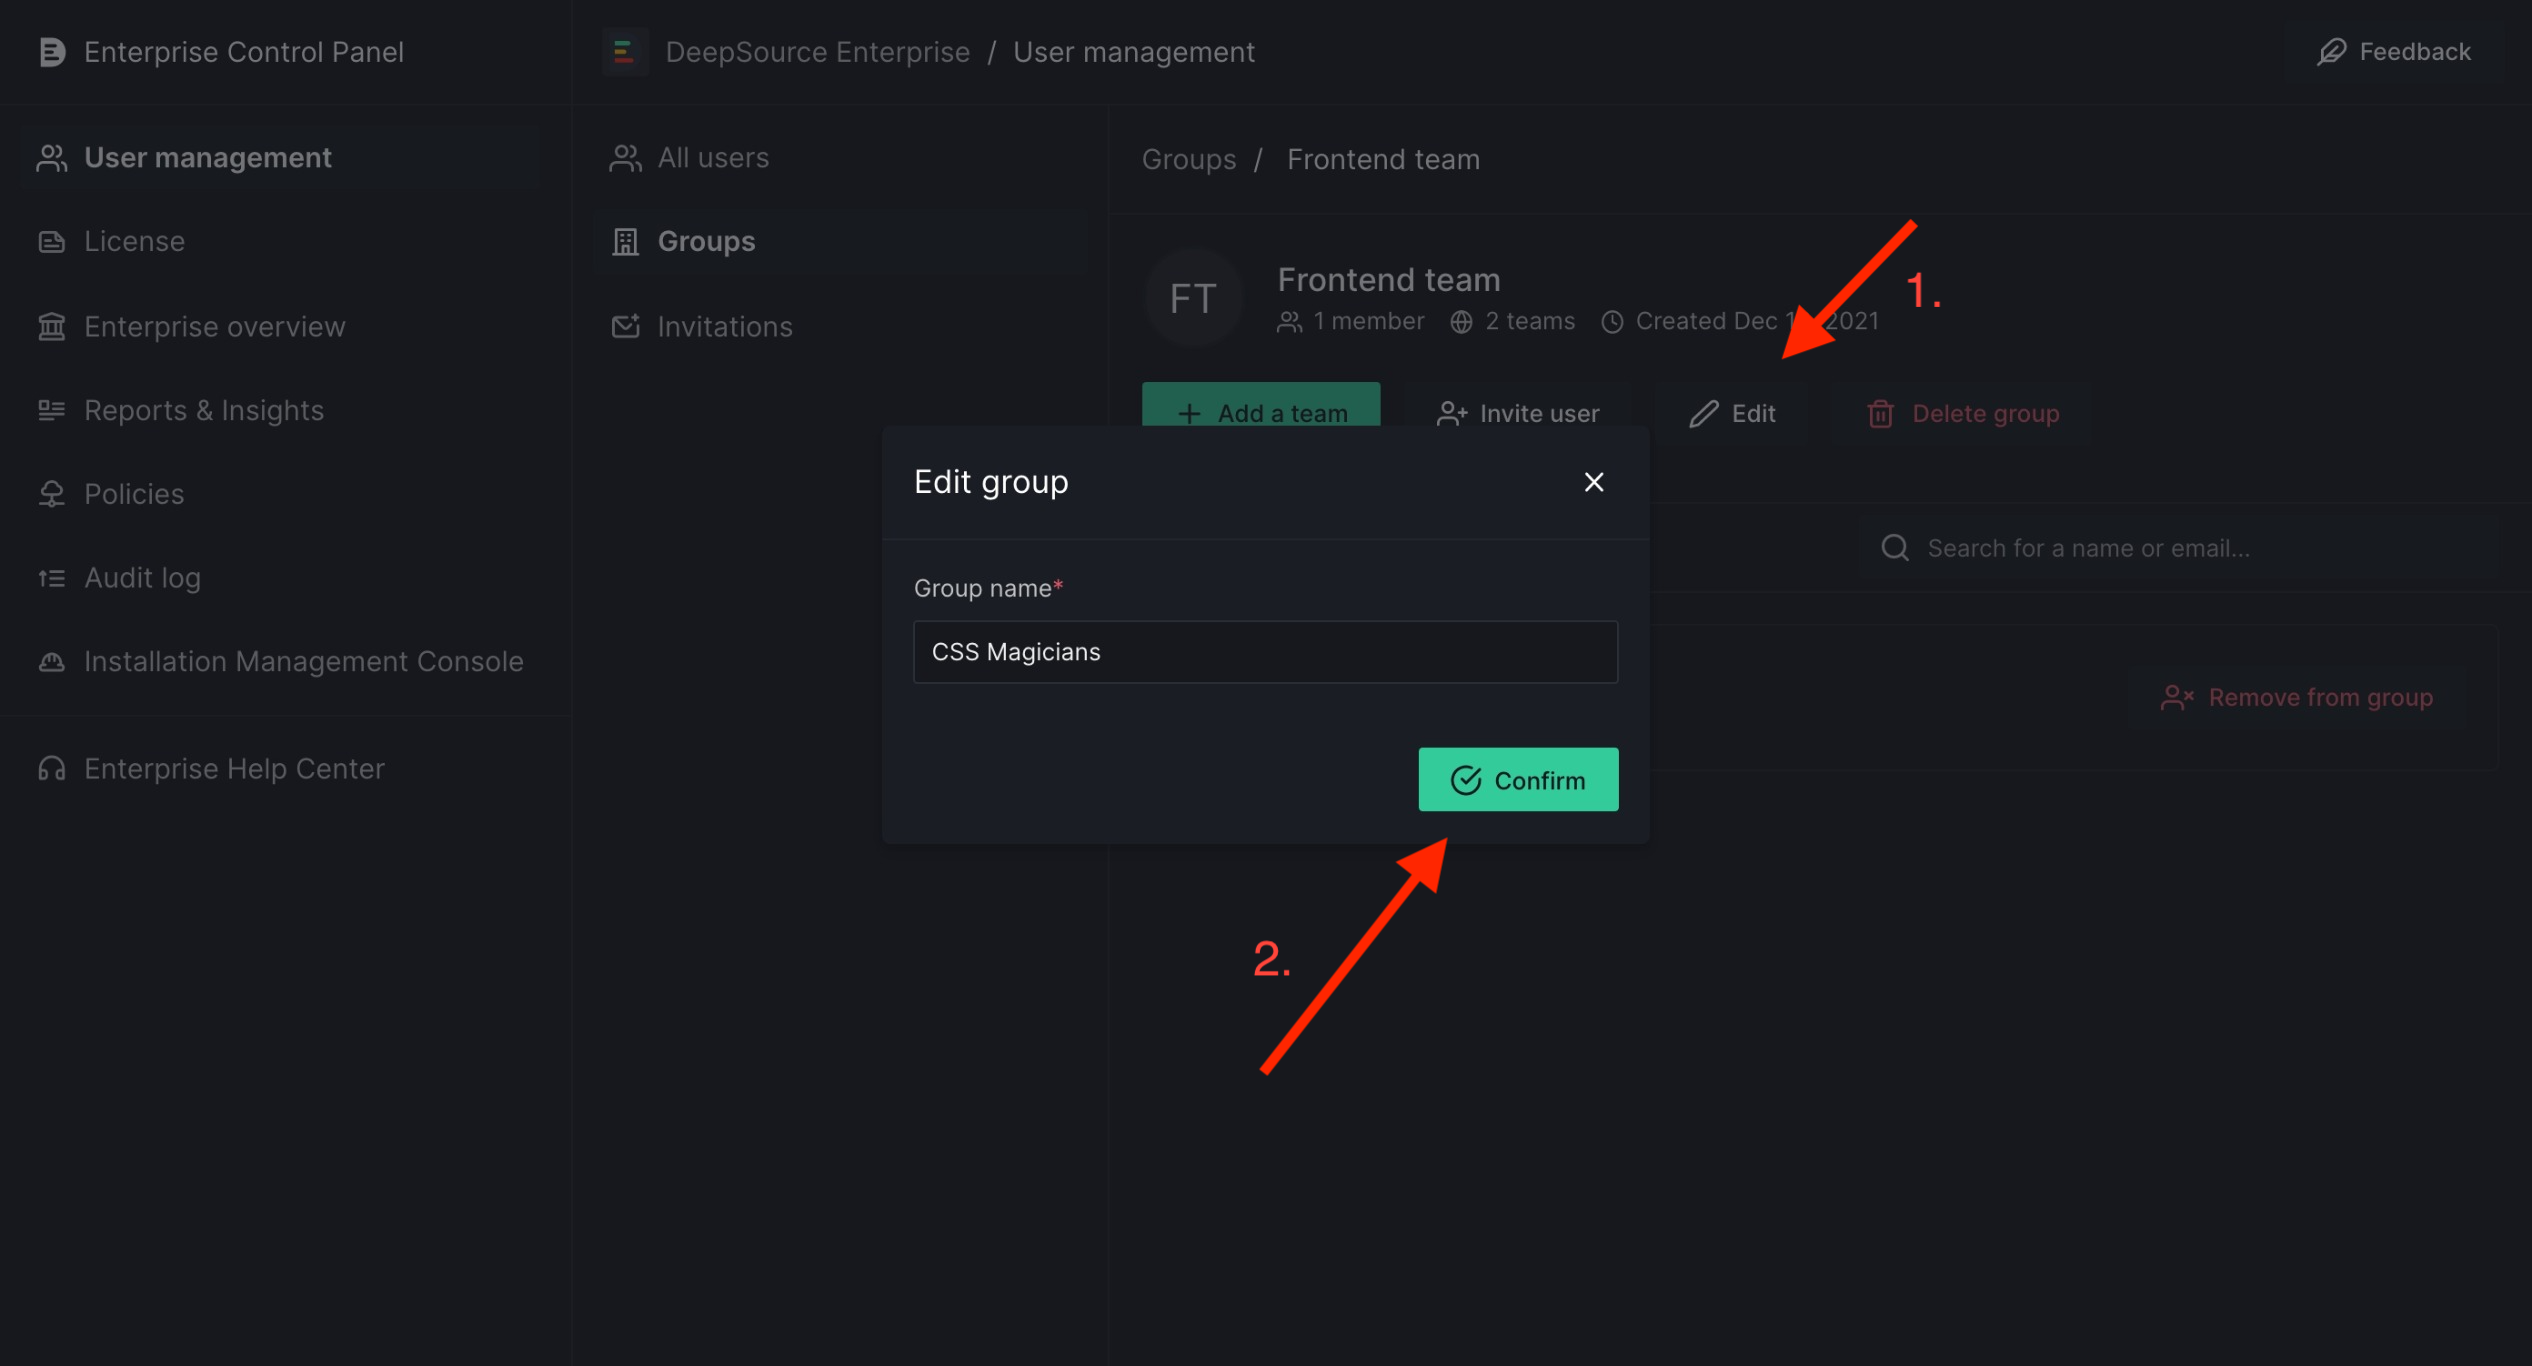 Enterprise Control Panel
DeepSource Enterprise / User management
Feedback
User management
License
Enterprise overview
Reports & Insights
Policies
Audit log
Installation Management Console
Enterprise Help Center
All users
Groups
Invitations
Groups / Frontend team
FT
Frontend team
1 member 2 teams Created Dec 2021
1.
Add a team Invite user Edit Delete group
Search for a name or email...
Remove from group
Edit group
Group name*
CSS Magicians
Confirm
2.